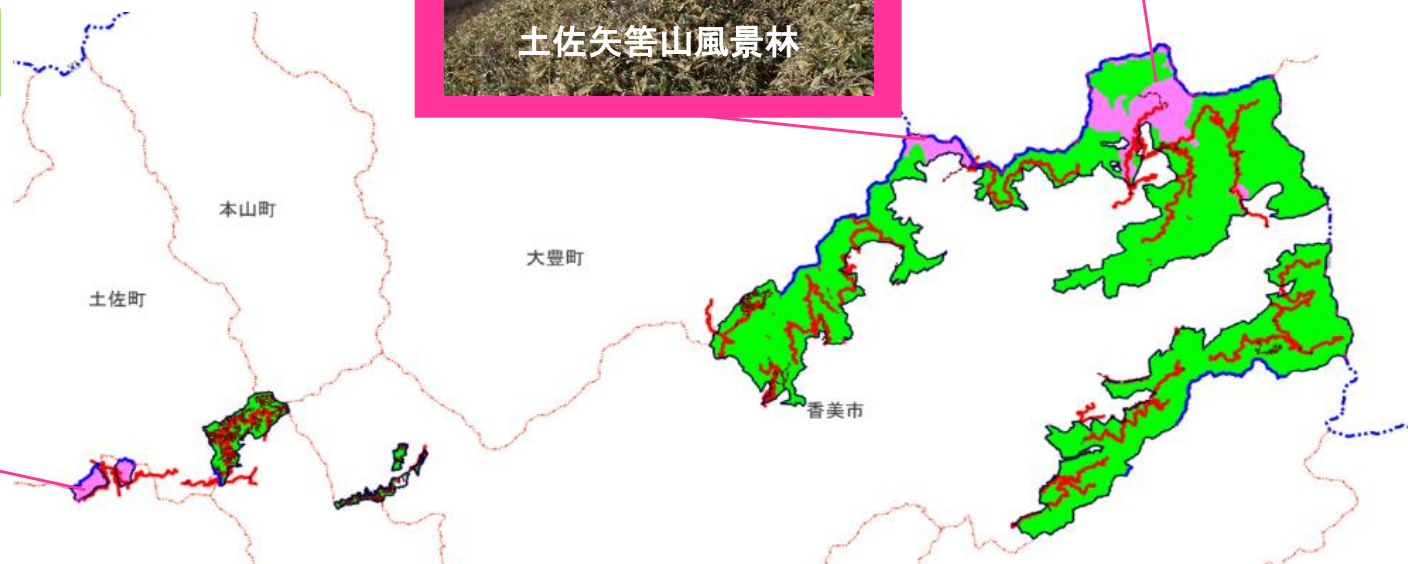 土佐矢筈山風景林
本山町
大豊町
土佐町
香美市